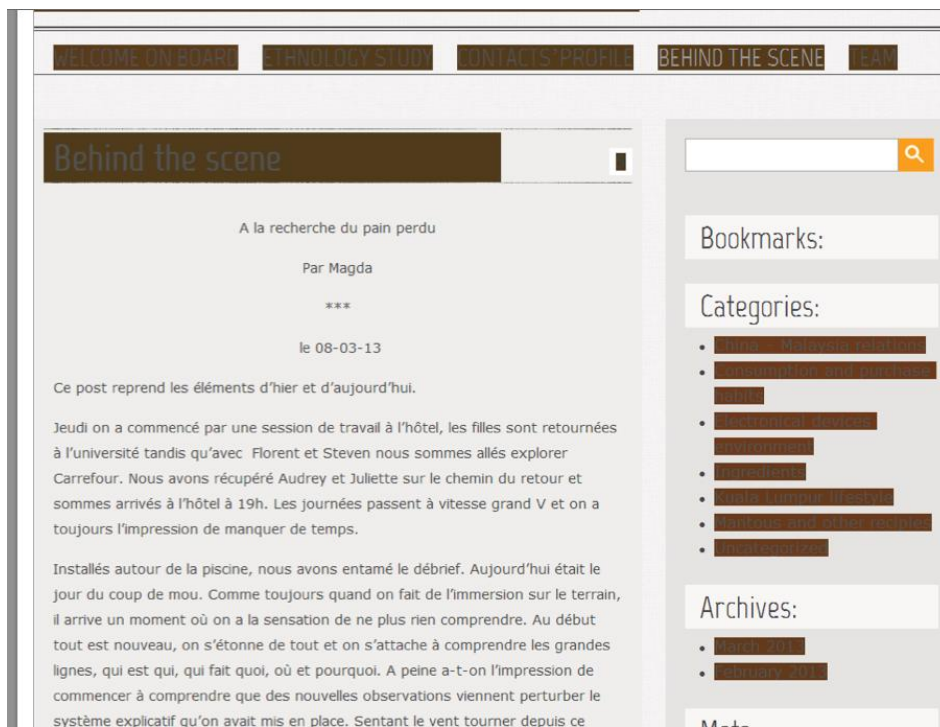 WELCOME ON BOARD ETHNOLOGY STUDY CONTACTS' PROFILE BEHIND THE SCENE TEAM
Behind the scene
A la recherche du pain perdu
Par Magda
***
le 08-03-13
Ce post reprend les éléments d'hier et d'aujourd'hui.
Jeudi on a commencé par une session de travail à l'hôtel, les filles sont retournées
à l'université tandis qu'avec Florent et Steven nous sommes allés explorer
Carrefour. Nous avons récupéré Audrey et Juliette sur le chemin du retour et
sommes arrivés à l'hôtel à 19h. Les journées passent à vitesse grand V et on a
toujours l'impression de manquer de temps.
Installés autour de la piscine, nous avons entamé le débrief. Aujourd'hui était le
jour du coup de mou. Comme toujours quand on fait de l'immersion sur le terrain,
il arrive un moment où on a la sensation de ne plus rien comprendre. Au début
tout est nouveau, on s'étonne de tout et on s'attache à comprendre les grandes
lignes, qui est qui, qui fait quoi, où et pourquoi. A peine a-t-on l'impression de
commencer à comprendre que des nouvelles observations viennent perturber le
système explicatif qu'on avait mis en place. Sentant le vent tourner depuis ce
Bookmarks:
Categories:
China – Malaysia relations
Consumption and purchase
habits
Electronical devices
environment
Ingredients
Kuala Lumpur lifestyle
Mantous and other recipies
Uncategorized
Archives:
March 2013
February 2013
Meta